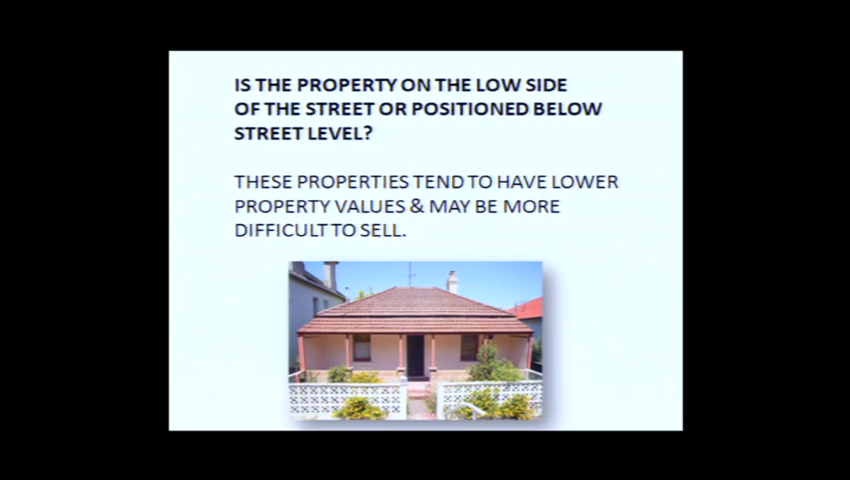 IS THE PROPERTY ON THE LOW SIDE
OF THE STREET OR POSITIONED BELOW
STREET LEVEL?
THESE PROPERTIES TEND TO HAVE LOWER
PROPERTY VALUES & MAY BE MORE
DIFFICULT TO SELL.